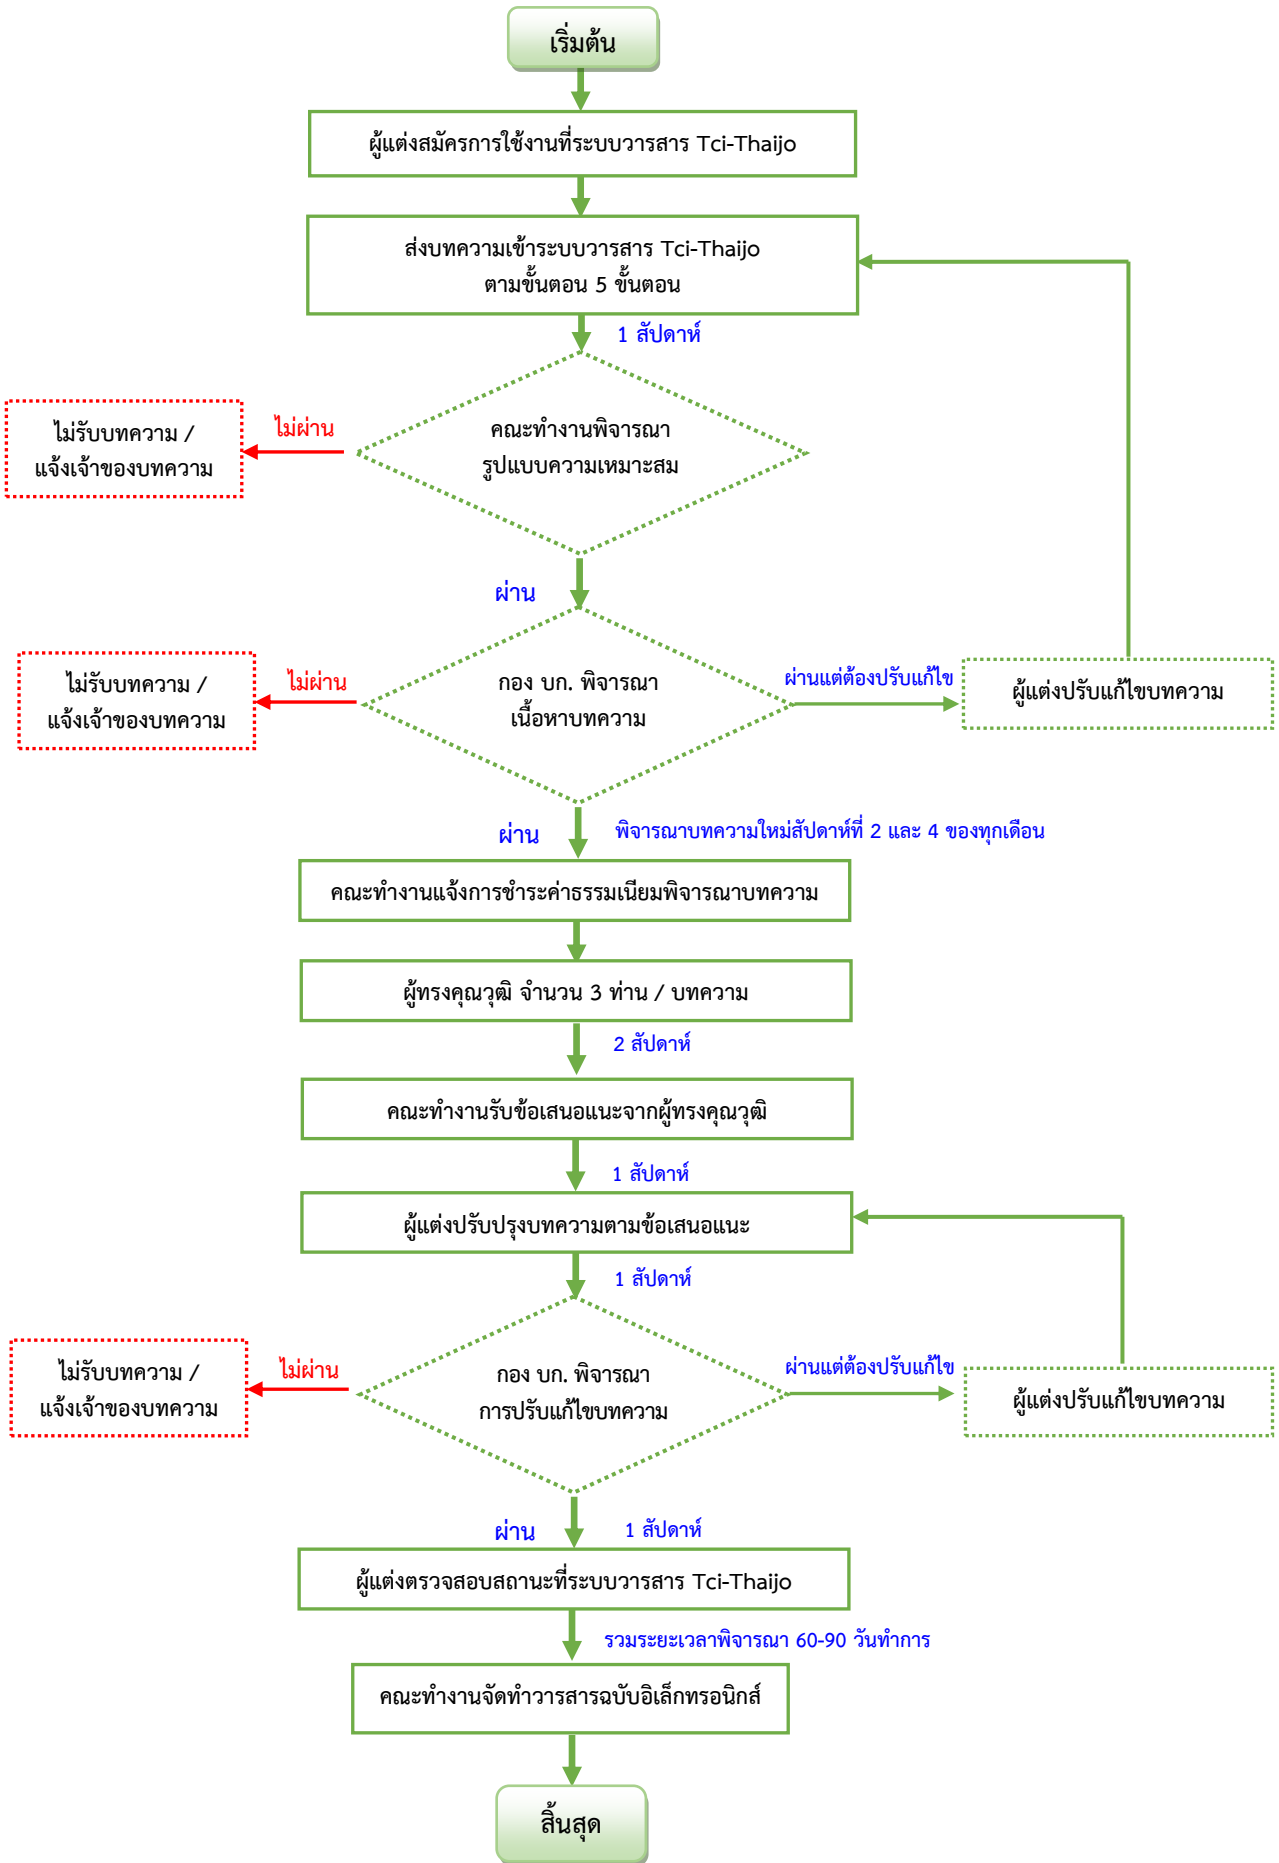 เริ่มต้น
ผู้แต่งสมัครการใช้งานที่ระบบวารสาร Tci-Thaijo
ส่งบทความเข้าระบบวารสาร Tci-Thaijo
ตามขั้นตอน 5 ขั้นตอน
1 สัปดาห์
คณะทำงานพิจารณา
รูปแบบความเหมาะสม
ไม่ผ่าน
ไม่รับบทความ /
แจ้งเจ้าของบทความ
ผ่าน
กอง บก. พิจารณา
เนื้อหาบทความ
ไม่ผ่าน
ไม่รับบทความ /
แจ้งเจ้าของบทความ
ผ่านแต่ต้องปรับแก้ไข
ผู้แต่งปรับแก้ไขบทความ
ผ่าน
พิจารณาบทความใหม่สัปดาห์ที่ 2 และ 4 ของทุกเดือน
คณะทำงานแจ้งการชำระค่าธรรมเนียมพิจารณาบทความ
ผู้ทรงคุณวุฒิ จำนวน 3 ท่าน / บทความ
2 สัปดาห์
คณะทำงานรับข้อเสนอแนะจากผู้ทรงคุณวุฒิ
1 สัปดาห์
ผู้แต่งปรับปรุงบทความตามข้อเสนอแนะ
1 สัปดาห์
กอง บก. พิจารณา
การปรับแก้ไขบทความ
ไม่ผ่าน
ไม่รับบทความ /
แจ้งเจ้าของบทความ
ผ่านแต่ต้องปรับแก้ไข
ผู้แต่งปรับแก้ไขบทความ
ผ่าน
1 สัปดาห์
ผู้แต่งตรวจสอบสถานะที่ระบบวารสาร Tci-Thaijo
รวมระยะเวลาพิจารณา 60-90 วันทำการ
คณะทำงานจัดทำวารสารฉบับอิเล็กทรอนิกส์
สิ้นสุด